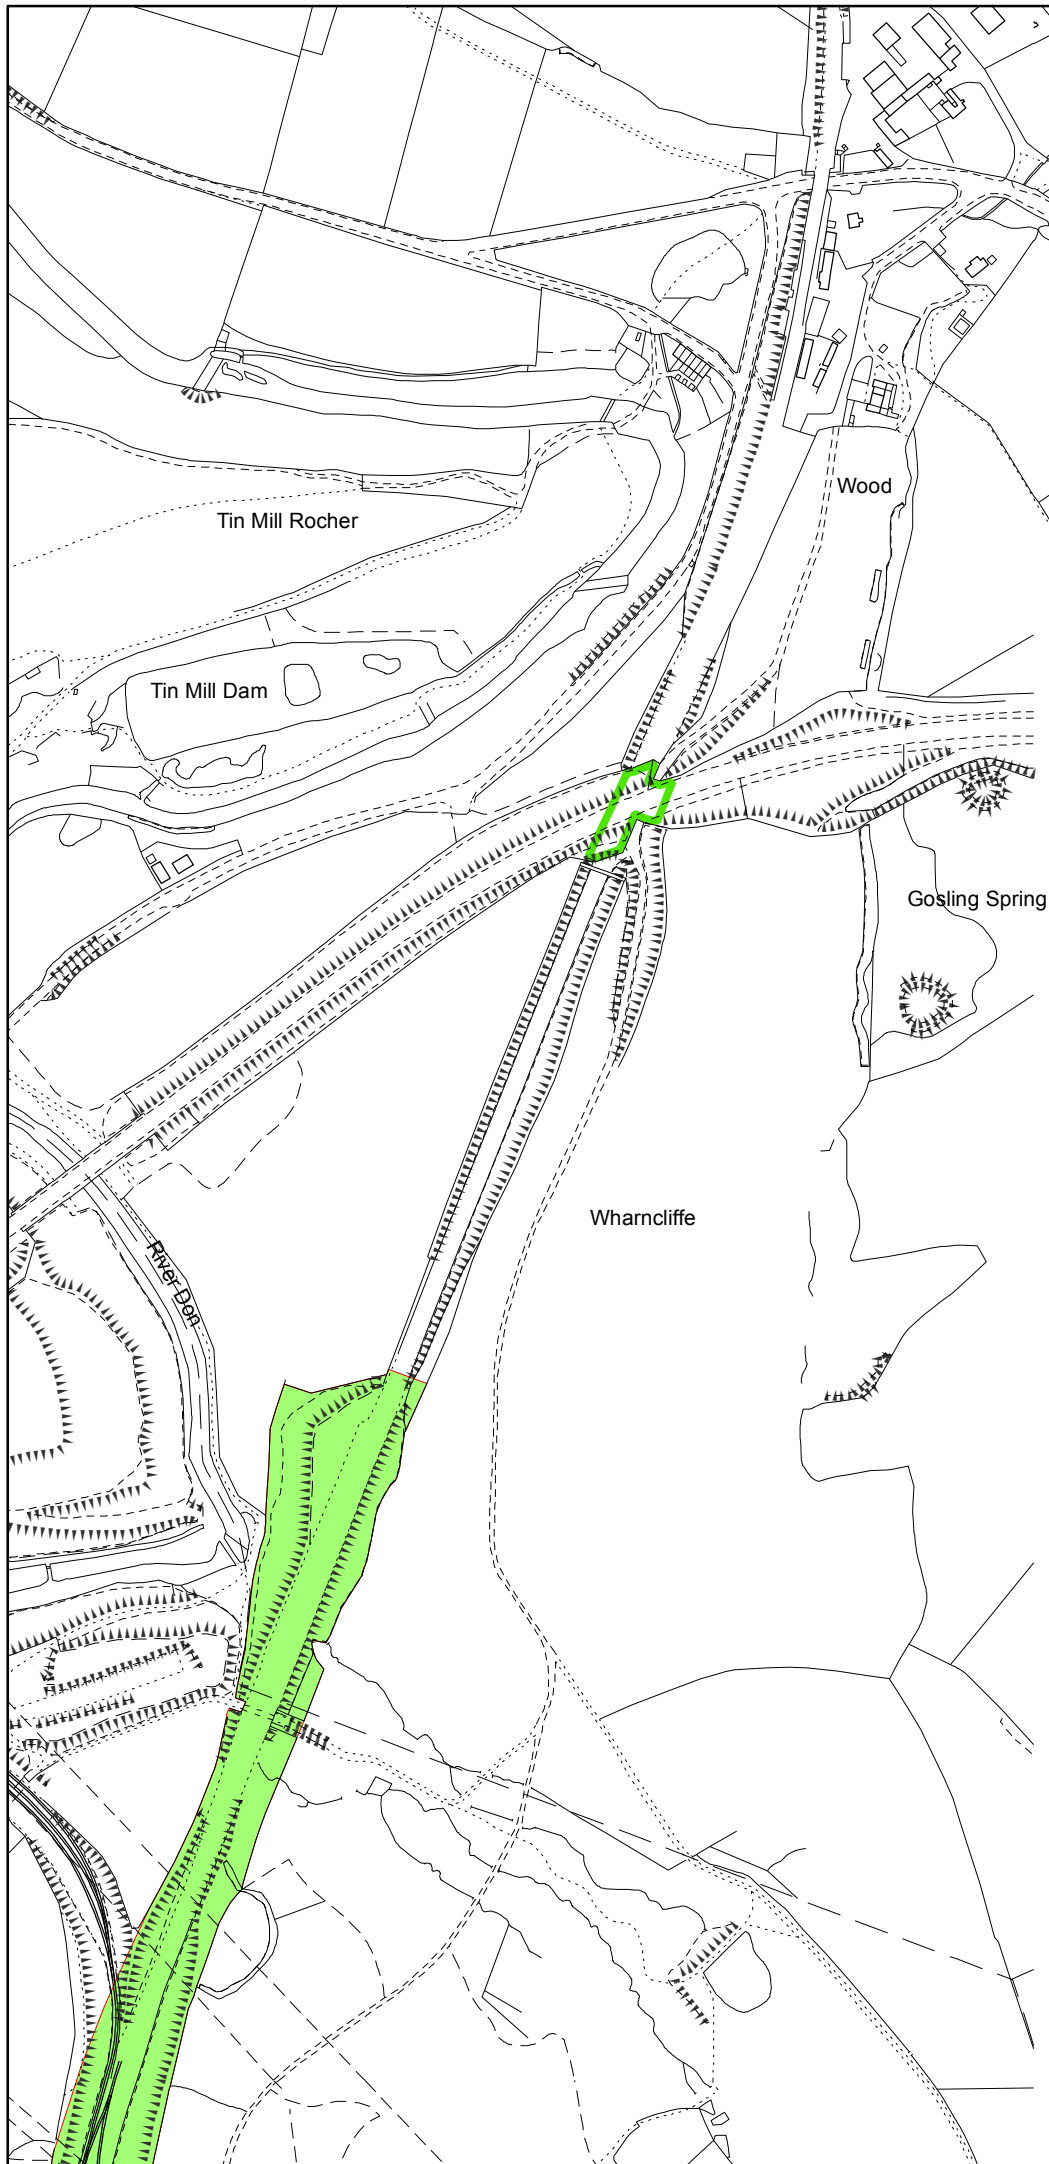 Wood
Tin Mill Rocher
Tin Mill Dam
Gosling Spring
Wharncliffe
River Don